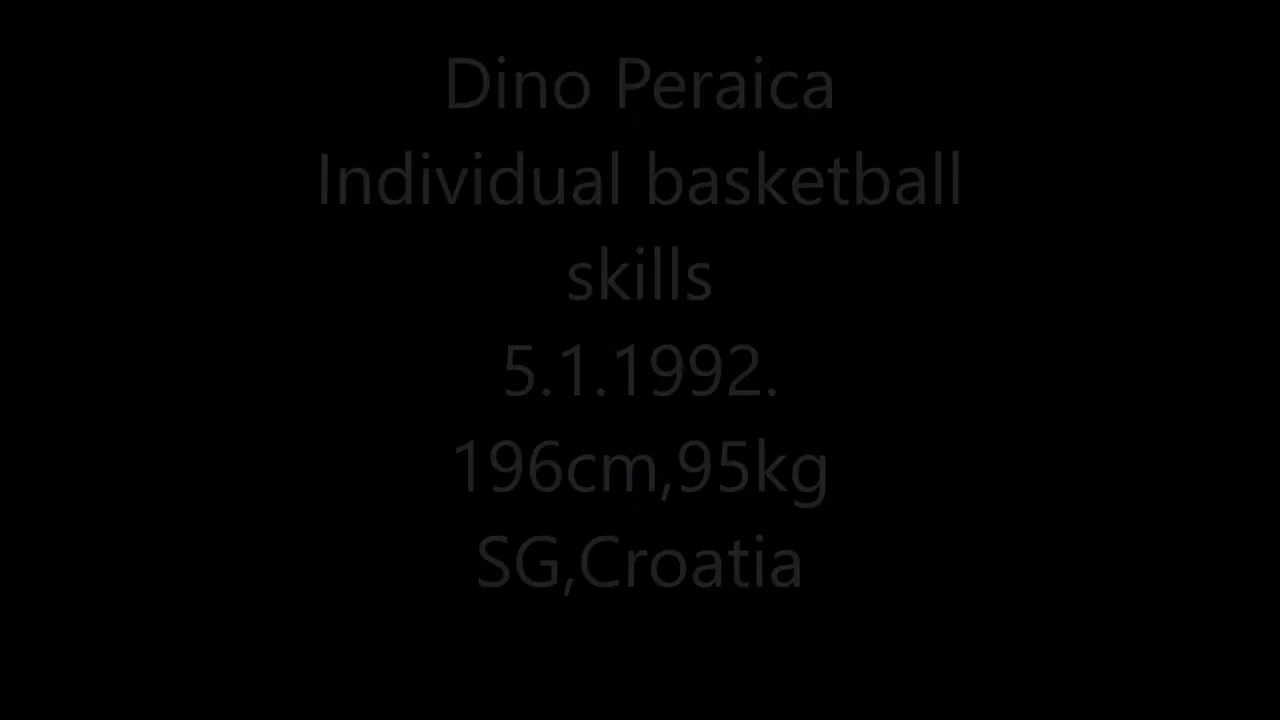 Dino Peraica
Individual basketball
skills
5.1.1992.
196cm,95kg
SG,Croatia